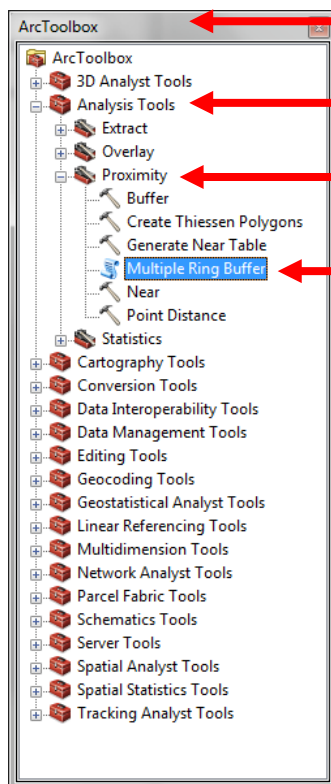 ArcToolbox
ArcToolbox
3D Analyst Tools
Analysis Tools
Extract
Overlay
Proximity
Buffer
Create Thiessen Polygons
Generate Near Table
Multiple Ring Buffer
Near
Point Distance
Statistics
Cartography Tools
Conversion Tools
Data Interoperability Tools
Data Management Tools
Editing Tools
Geocoding Tools
Geostatistical Analyst Tools
Linear Referencing Tools
Multidimension Tools
Network Analyst Tools
Parcel Fabric Tools
Schematics Tools
Server Tools
Spatial Analyst Tools
Spatial Statistics Tools
Tracking Analyst Tools